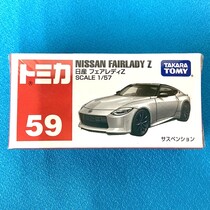 トミカ
59
NISSAN FAIRLADY Z
日産 フェアレディZ
SCALE 1/57
TAKARA
TOMY
サスペンション